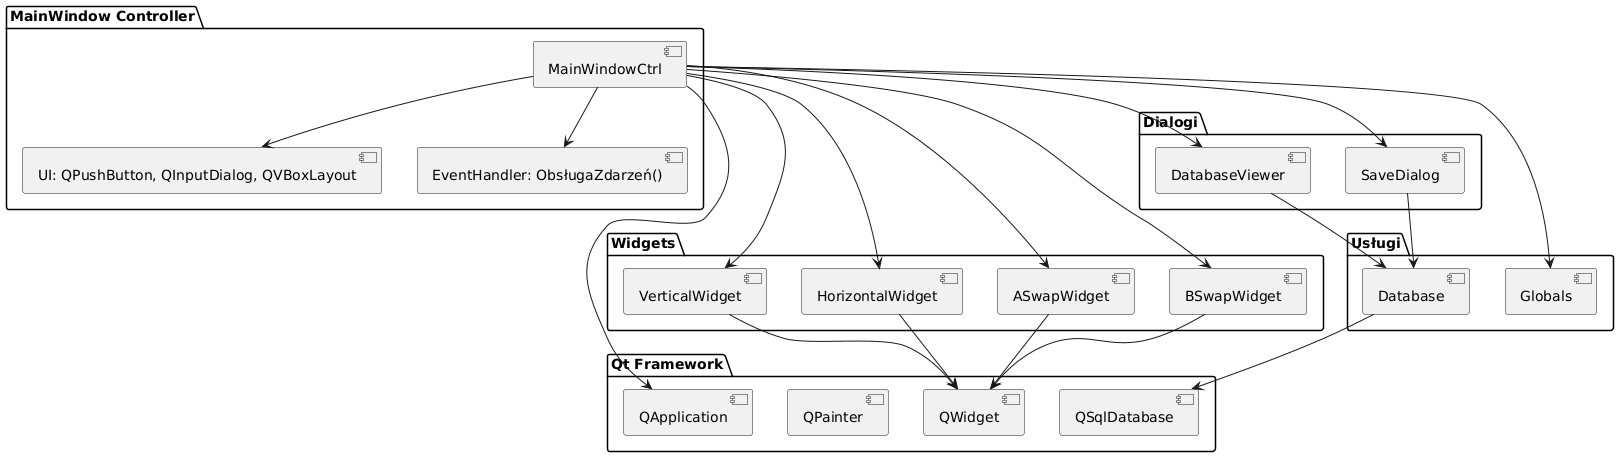 MainWindow Controller
MainWindowCtrl
UI: QPushButton, QInputDialog, QVBoxLayout
EventHandler: ObsługaZdarzeń()
Dialogi
DatabaseViewer
SaveDialog
Widgets
VerticalWidget
HorizontalWidget
ASwapWidget
BSwapWidget
Usługi
Database
Globals
Qt Framework
QApplication
QPainter
QWidget
QSqlDatabase